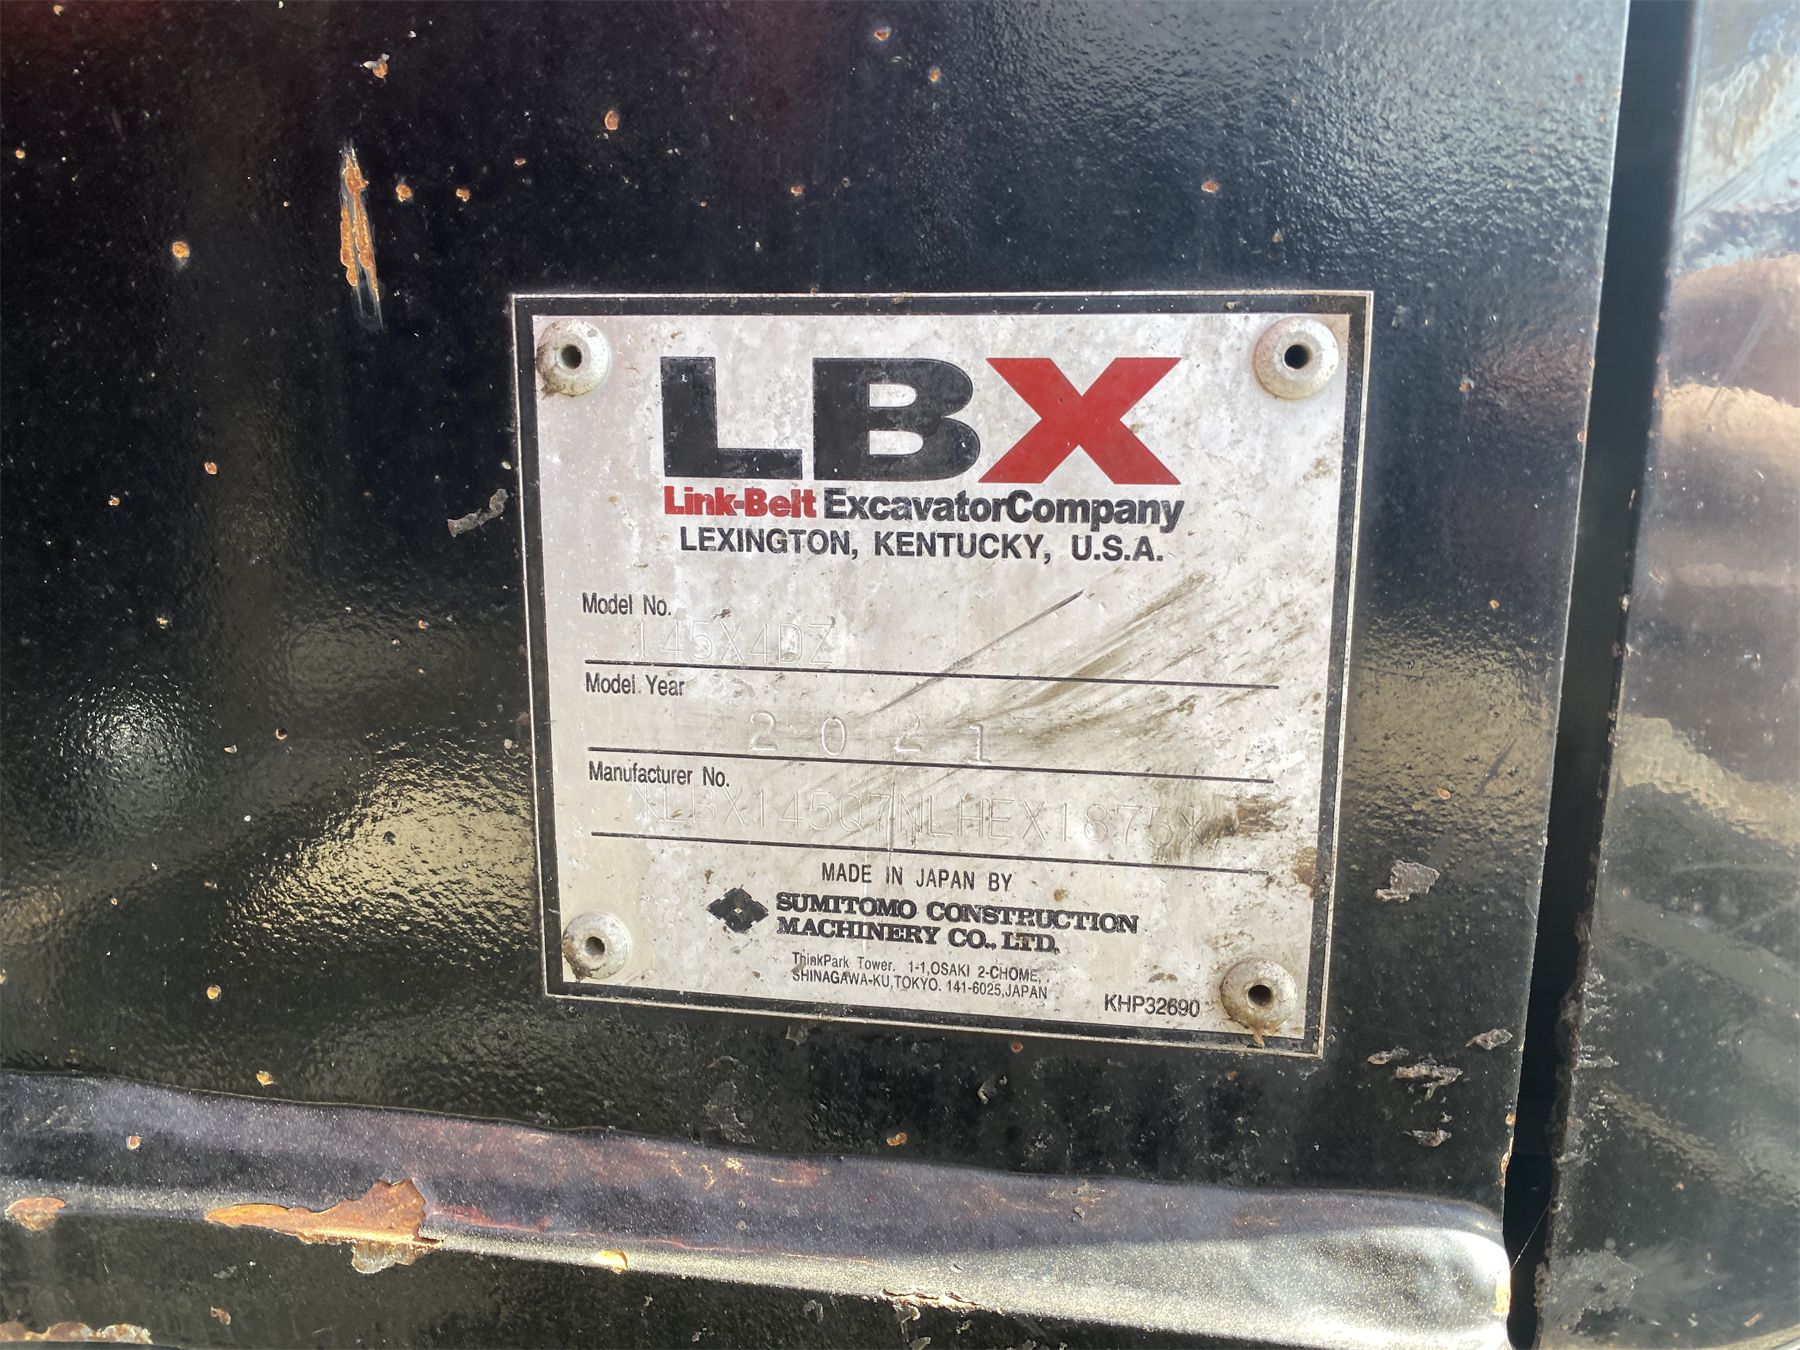 LBX
Link-Belt ExcavatorCompany
LEXINGTON, KENTUCKY, U.S.A.
Model No.
145X4DZ
Model Year
2021
Manufacturer No.
MADE IN JAPAN BY
SUMITOMO CONSTRUCTION
MACHINERY CO., LTD.
ThinkPark Tower. 1-1,OSAKI 2-CHOME,
SHINAGAWA-KU,TOKYO. 141-6025,JAPAN
KHP32690